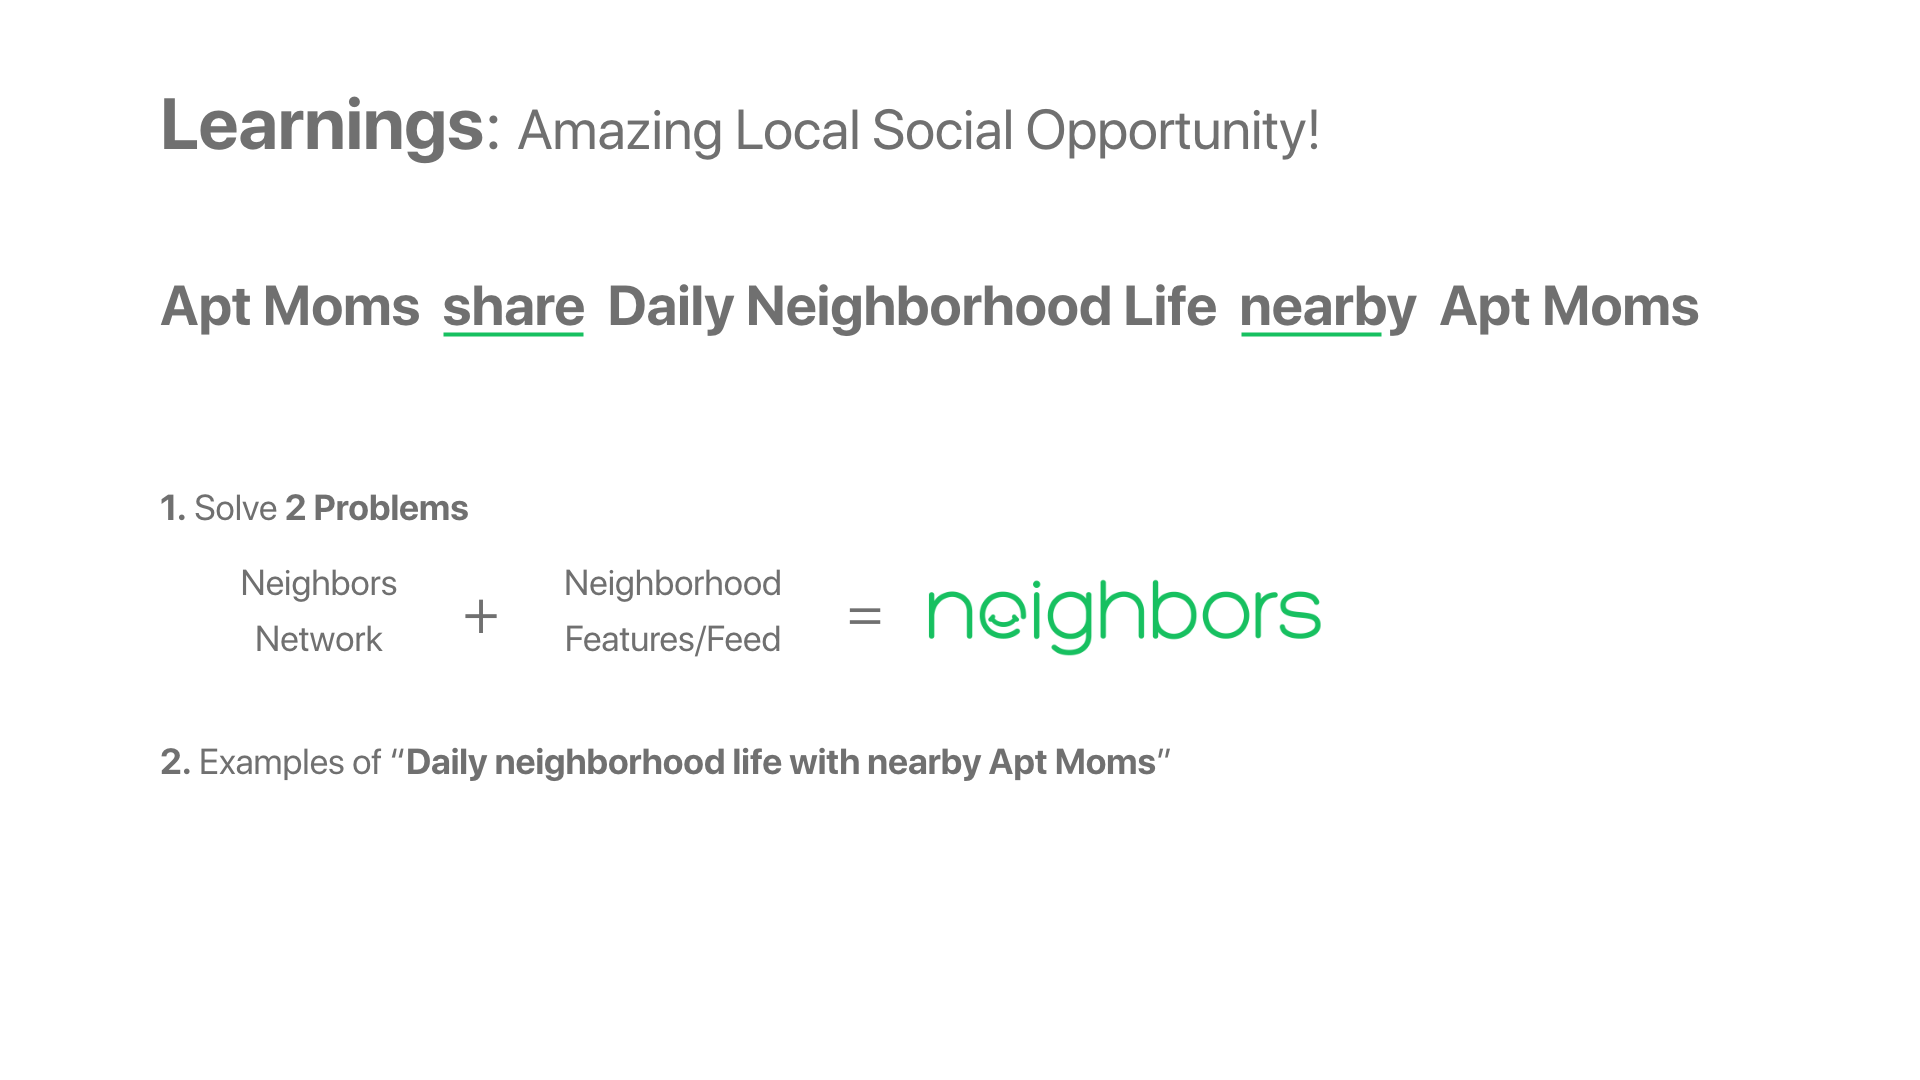 Learnings: Amazing Local Social Opportunity!
Apt Moms share Daily Neighborhood Life nearby Apt Moms
1. Solve 2 Problems
Neighbors Network + Neighborhood Features/Feed = neighbors
2. Examples of “Daily neighborhood life with nearby Apt Moms”